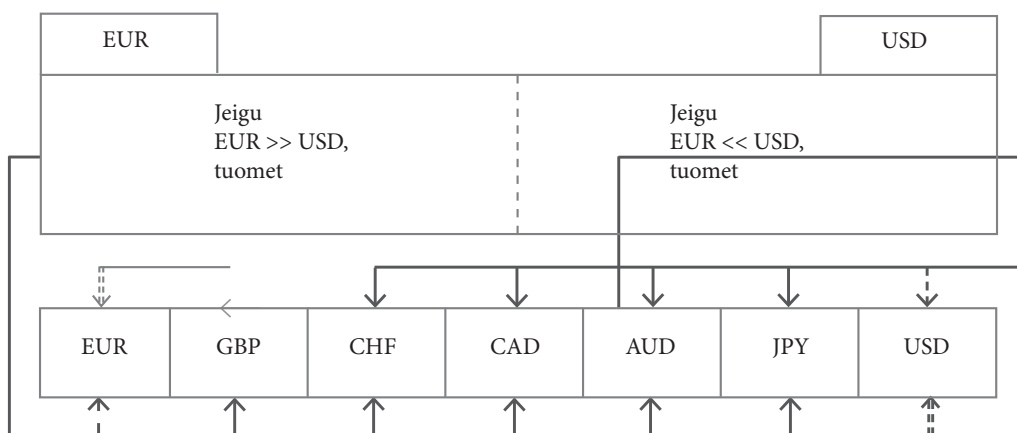 EUR
USD
Jeigu
EUR >> USD,
tuomet
Jeigu
EUR << USD,
tuomet
EUR
GBP
CHF
CAD
AUD
JPY
USD